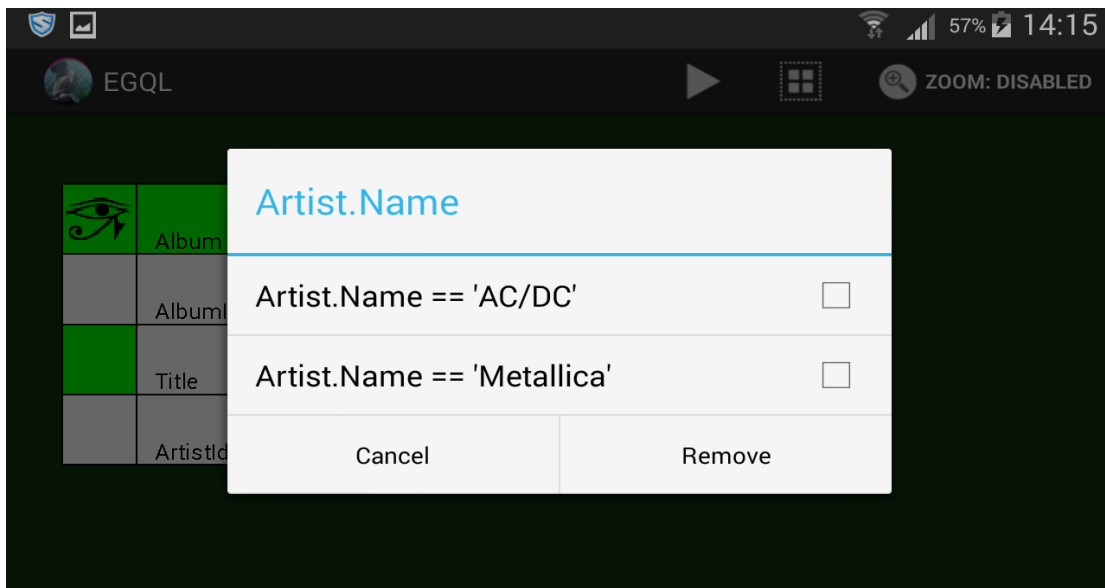 57% 14:15
EGQL ZOOM: DISABLED
Artist.Name
Album
Artist.Name == 'AC/DC'
AlbumI
Artist.Name == 'Metallica'
Title
ArtistId
Cancel Remove